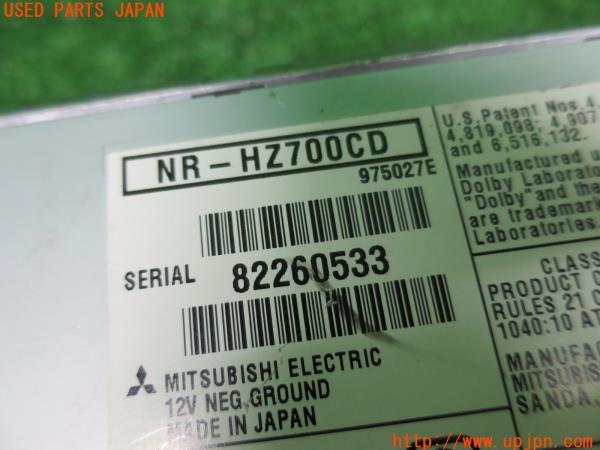 USED PARTS JAPAN
NR-HZ700CD
975027E
SERIAL 82260533
MITSUBISHI ELECTRIC
12V NEG.GROUND
MADE IN JAPAN
U.S.Patent Nos.4,
4,819,098; 4,907
and 6,516,132.
Manufactured u
Dolby Laborato
"Dolby" and the
are trademark
Laboratories.
CLASS
PRODUCT C
RULES 21 C
1040:10 AT
MANUFAC
MITSUBIS
SANDA,
http://www.upjpn.com